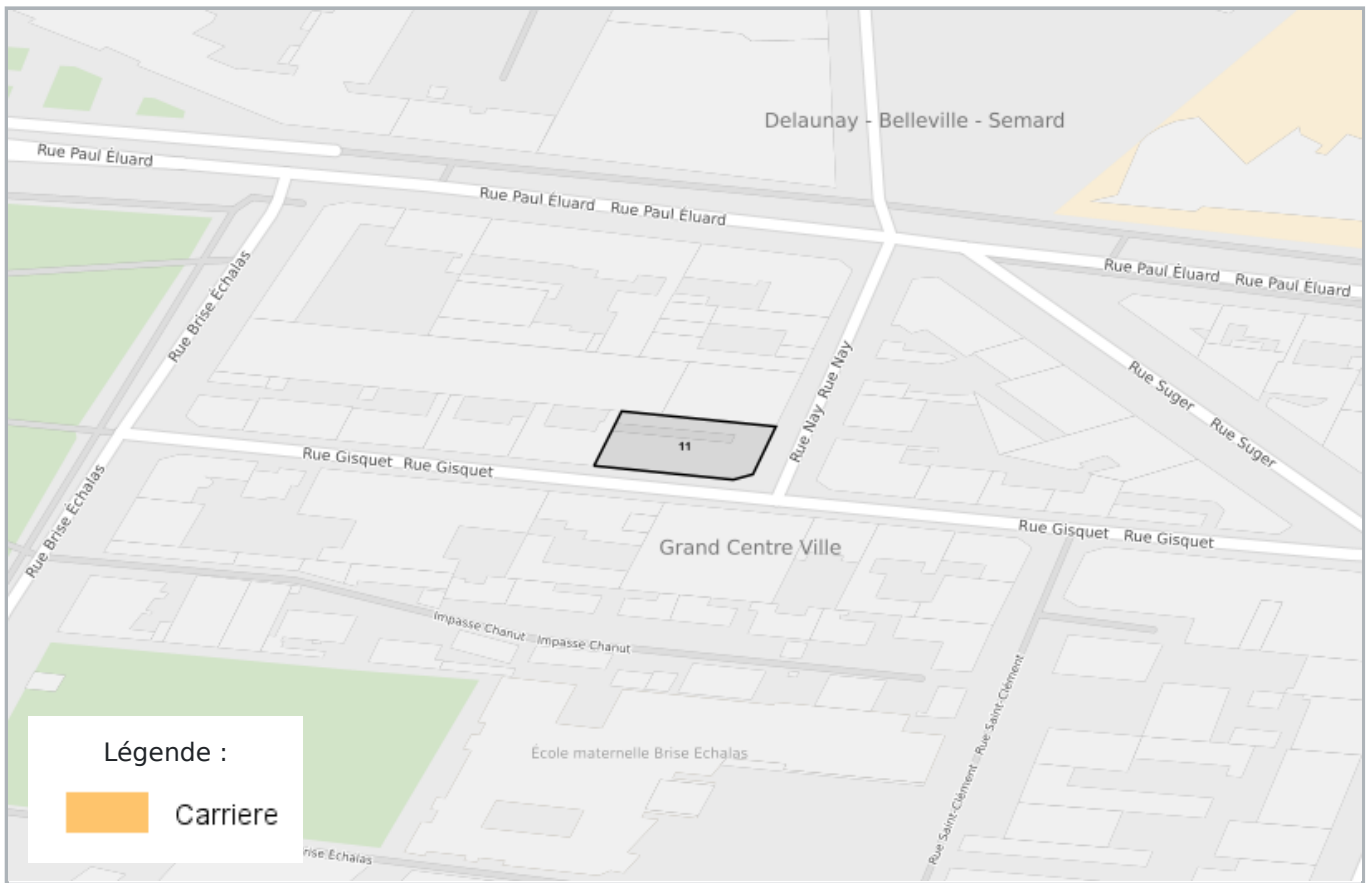 Delaunay - Belleville - Semard
Rue Paul Éluard
Rue Paul Éluard Rue Paul Éluard
Rue Paul Éluard Rue Paul Éluard
Rue Brise Échalas
Rue Nay Rue Nay
Rue Suger Rue Suger
11
Rue Gisquet Rue Gisquet
Rue Brise Échalas
Rue Gisquet Rue Gisquet
Grand Centre Ville
Impasse Chanut Impasse Chanut
Rue Saint-Clément Rue Saint-Clément
École maternelle Brise Echalas
Légende :
Carriere
rise Échalas